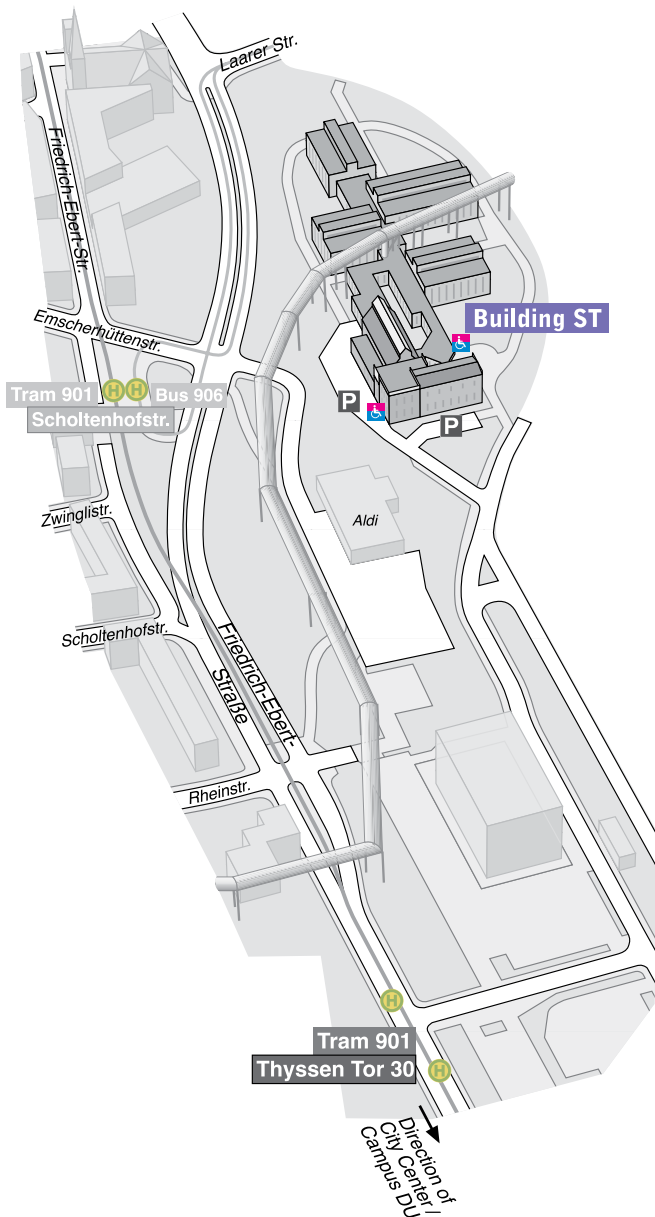 Laarer Str.
Friedrich-Ebert-Str.
Building ST
Emscherhüttenstr.
Tram 901 H H Bus 906
Scholtenhofstr.
P
P
Zwinglistr.
Aldi
Scholtenhofstr.
Friedrich-Ebert-
Straße
Rheinstr.
H
Tram 901
Thyssen Tor 30 H
Direction of
City Center /
Campus DU